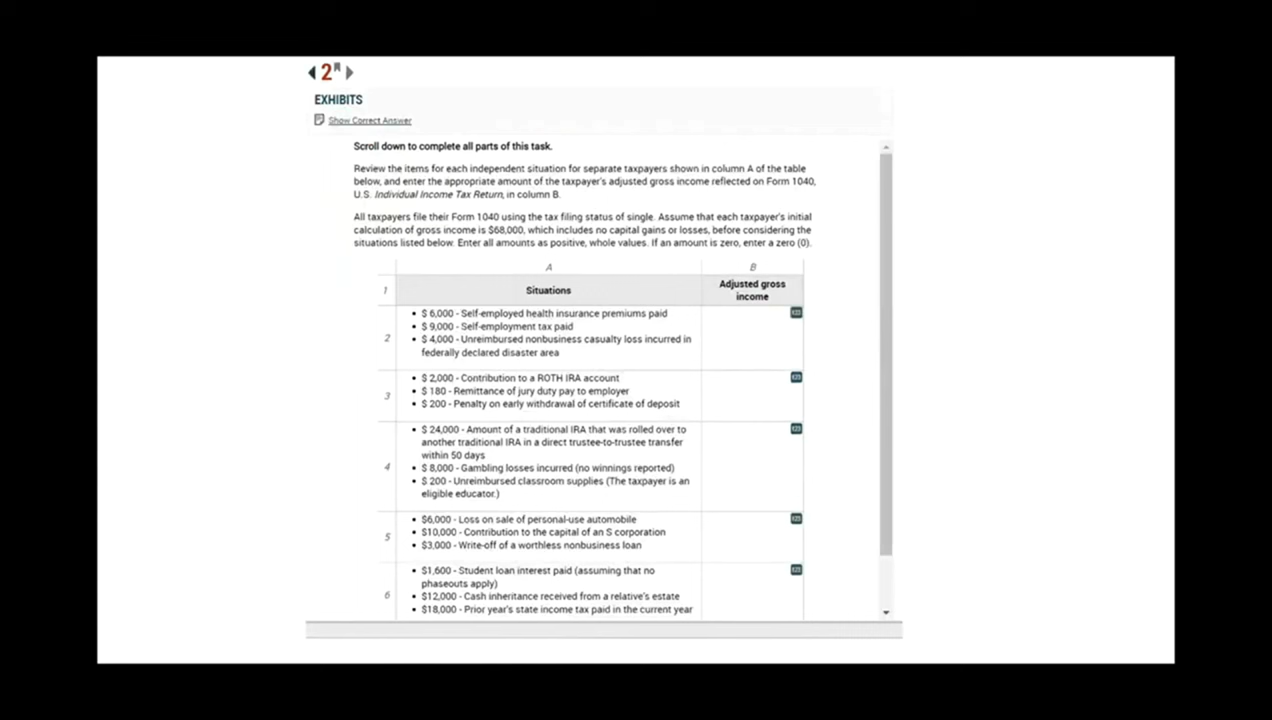 2
EXHIBITS
Show Correct Answer
Scroll down to complete all parts of this task.
Review the items for each independent situation for separate taxpayers shown in column A of the table
below, and enter the appropriate amount of the taxpayer's adjusted gross income reflected on Form 1040,
U.S. Individual Income Tax Return, in column B.
All taxpayers file their Form 1040 using the tax filing status of single. Assume that each taxpayer's initial
calculation of gross income is $68,000, which includes no capital gains or losses, before considering the
situations listed below. Enter all amounts as positive, whole values. If an amount is zero, enter a zero (0).
A B
1 Situations Adjusted gross
income
2
• $ 6,000 - Self-employed health insurance premiums paid
• $ 9,000 - Self-employment tax paid
• $ 4,000 - Unreimbursed nonbusiness casualty loss incurred in
federally declared disaster area
3
• $ 2,000 - Contribution to a ROTH IRA account
• $ 180 - Remittance of jury duty pay to employer
• $ 200 - Penalty on early withdrawal of certificate of deposit
4
• $ 24,000 - Amount of a traditional IRA that was rolled over to
another traditional IRA in a direct trustee-to-trustee transfer
within 50 days
• $ 8,000 - Gambling losses incurred (no winnings reported)
• $ 200 - Unreimbursed classroom supplies (The taxpayer is an
eligible educator.)
5
• $6,000 - Loss on sale of personal-use automobile
• $10,000 - Contribution to the capital of an S corporation
• $3,000 - Write-off of a worthless nonbusiness loan
6
• $1,600 - Student loan interest paid (assuming that no
phaseouts apply)
• $12,000 - Cash inheritance received from a relative's estate
• $18,000 - Prior year's state income tax paid in the current year